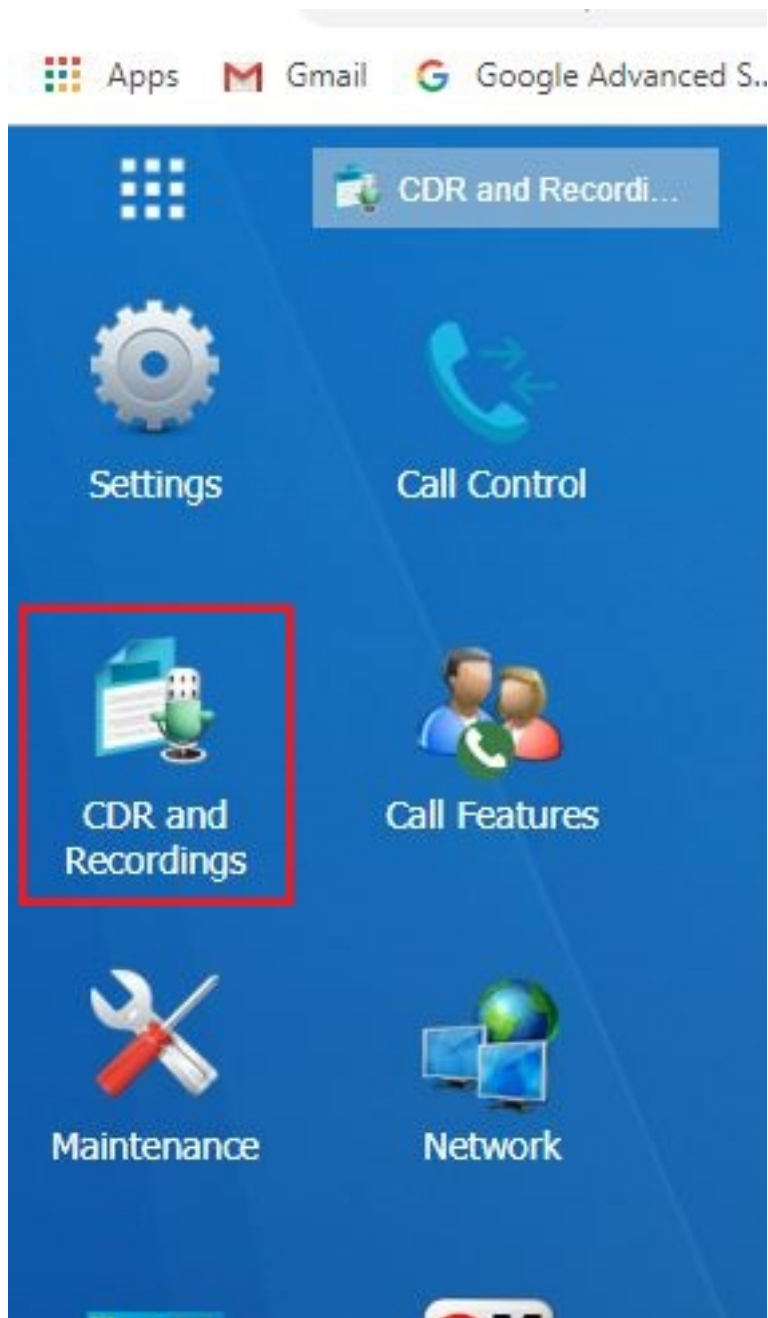 Apps Gmail Google Advanced S..
CDR and Recordi...
Settings Call Control
CDR and
Recordings
Call Features
Maintenance Network